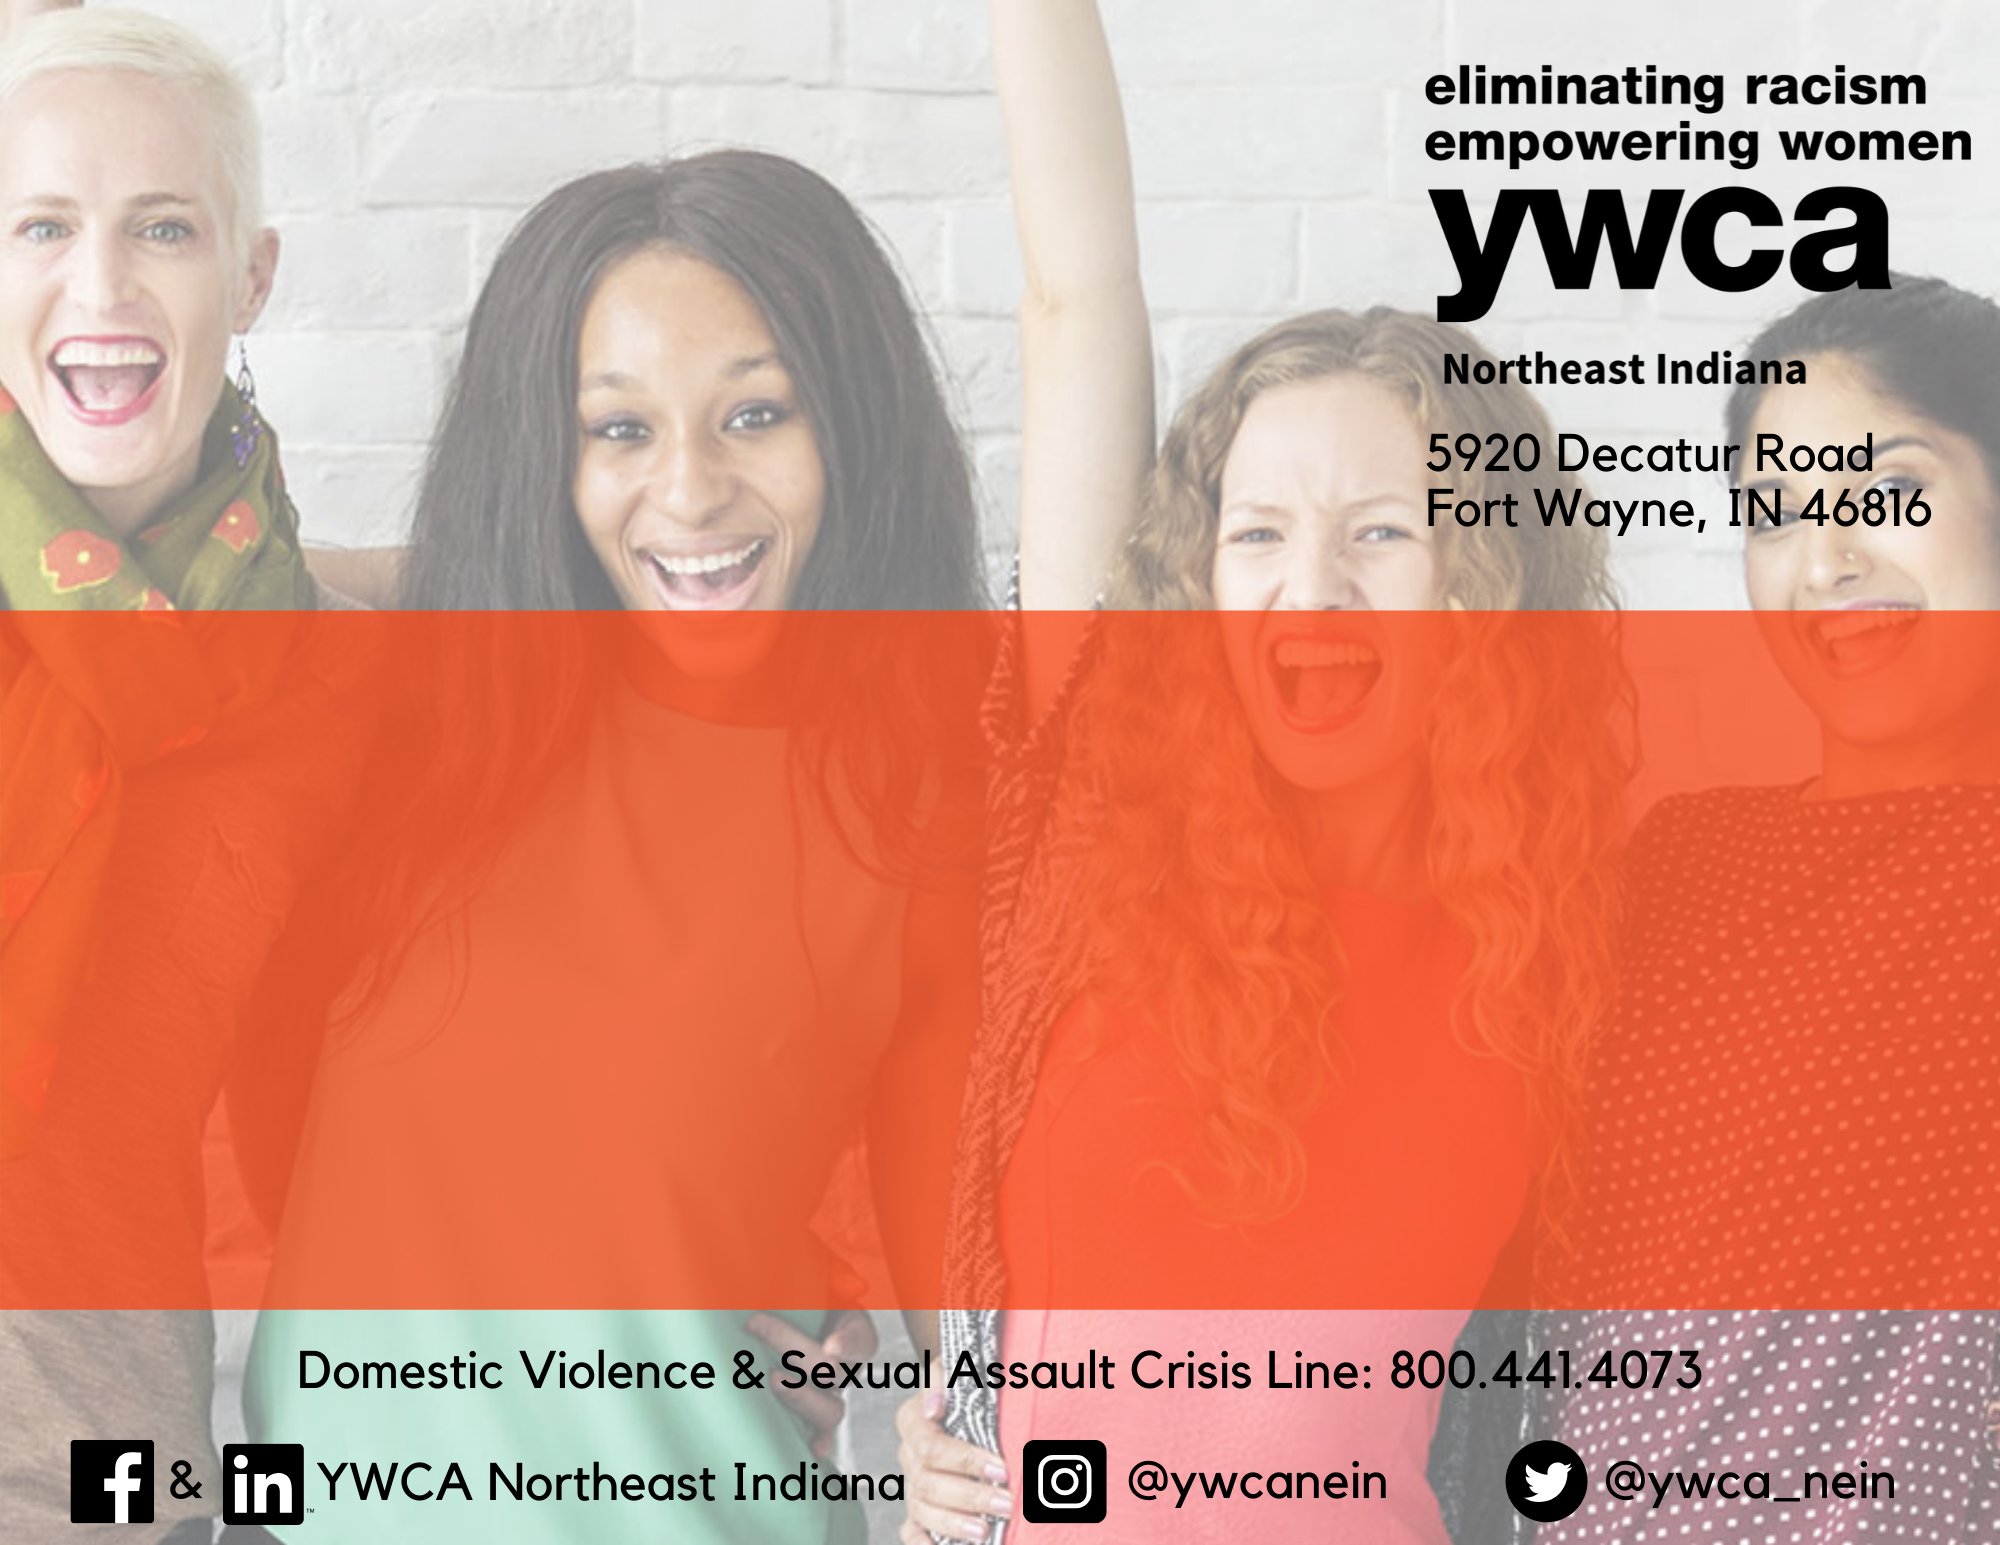 eliminating racism
empowering women
ywca
Northeast Indiana
5920 Decatur Road
Fort Wayne, IN 46816
Domestic Violence & Sexual Assault Crisis Line: 800.441.4073
f & in™ YWCA Northeast Indiana @ywcanein @ywca_nein